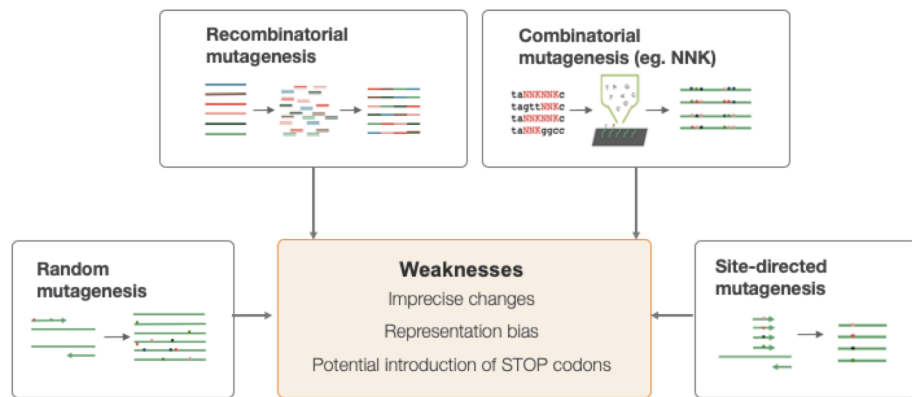 Recombinatorial
mutagenesis
Combinatorial
mutagenesis (eg. NNK)
taNNKNNKc
tagttNNKc
taNNKNNKc
taNNKggcc
Random
mutagenesis
Weaknesses
Imprecise changes
Representation bias
Potential introduction of STOP codons
Site-directed
mutagenesis